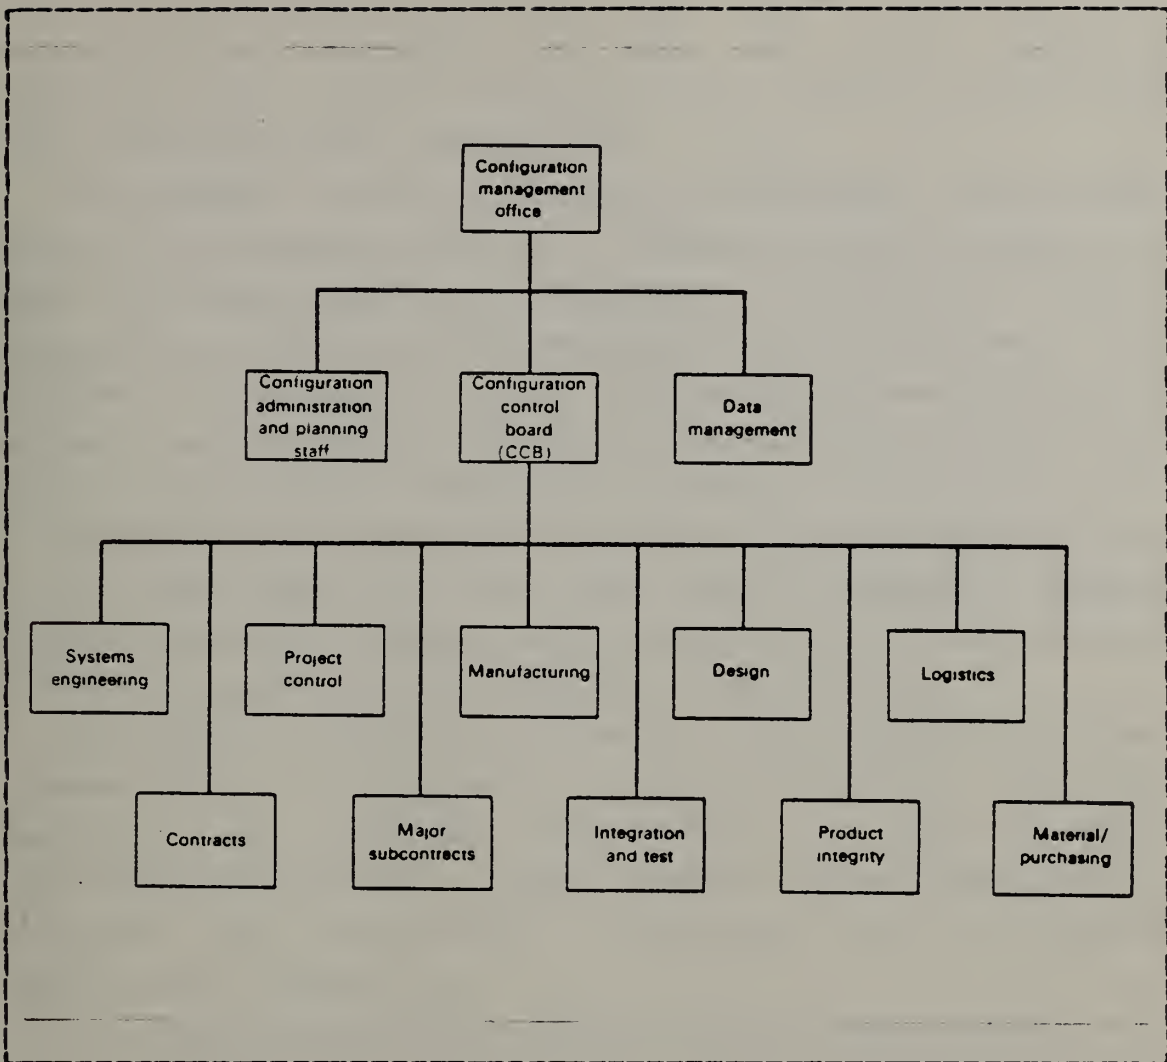 Configuration
management
office
Configuration
administration
and planning
staff
Configuration
control
board
(CCB)
Data
management
Systems
engineering
Project
control
Manufacturing
Design
Logistics
Contracts
Major
subcontracts
Integration
and test
Product
integrity
Material/
purchasing